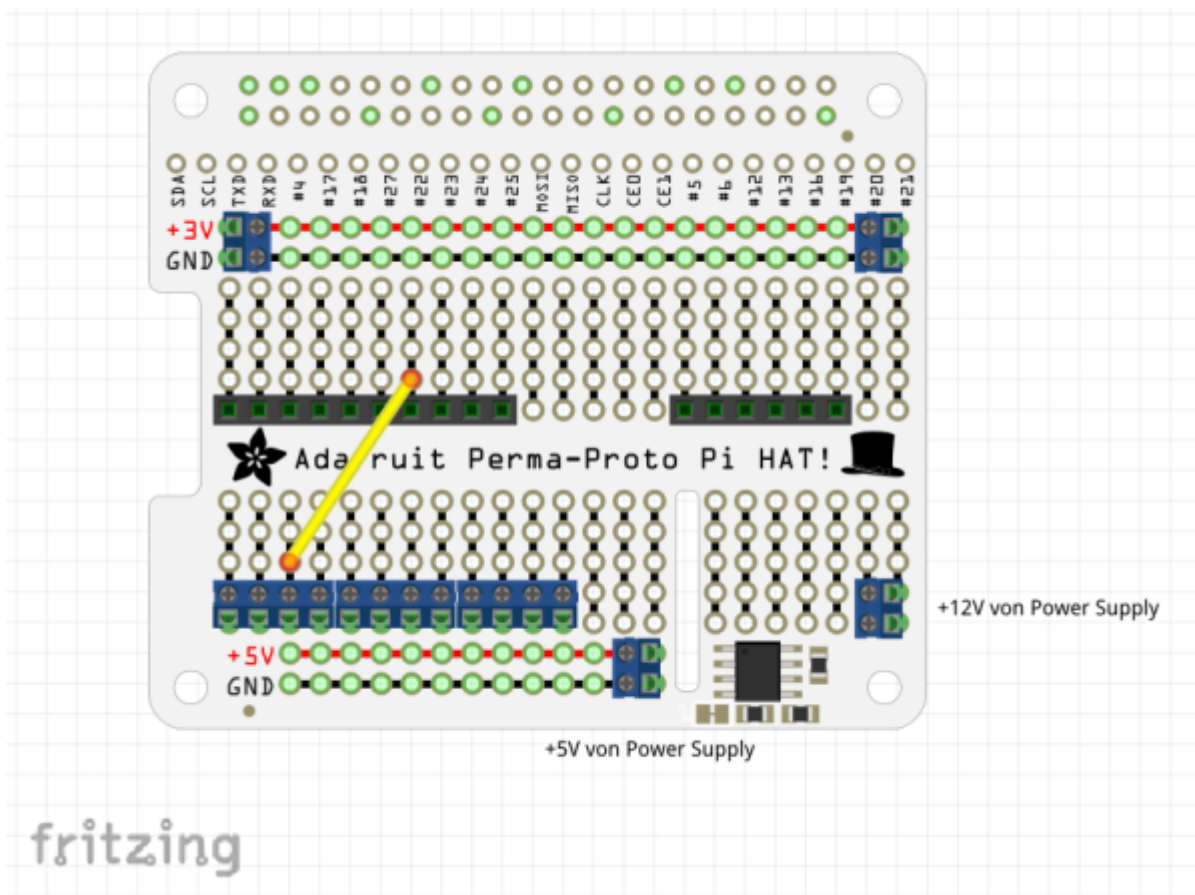 SDA SCL TXD RXD #4 #17 #18 #27 #22 #23 #24 #25 MOSI MISO CLK CE0 CE1 #5 #6 #12 #13 #16 #19 #20 #21
+3V
GND
Adafruit Perma-Proto Pi HAT!
+12V von Power Supply
+5V
GND
+5V von Power Supply
fritzing